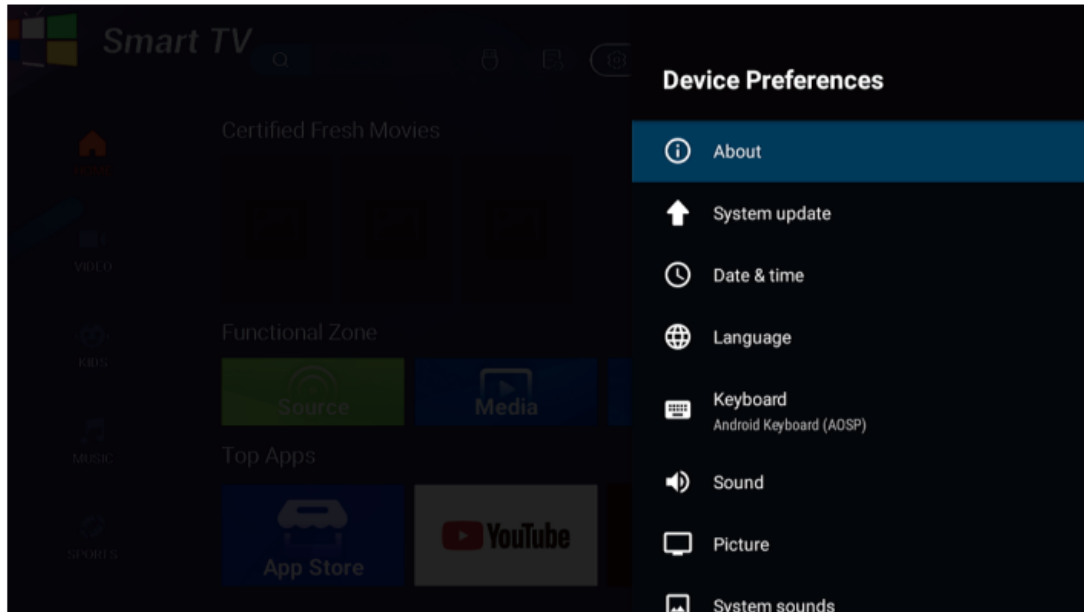 Smart TV
Certified Fresh Movies
HOME
VIDEO
KIDS
MUSIC
SPORTS
Functional Zone
Source
Media
Top Apps
App Store
YouTube
Device Preferences
About
System update
Date & time
Language
Keyboard
Android Keyboard (AOSP)
Sound
Picture
System sounds